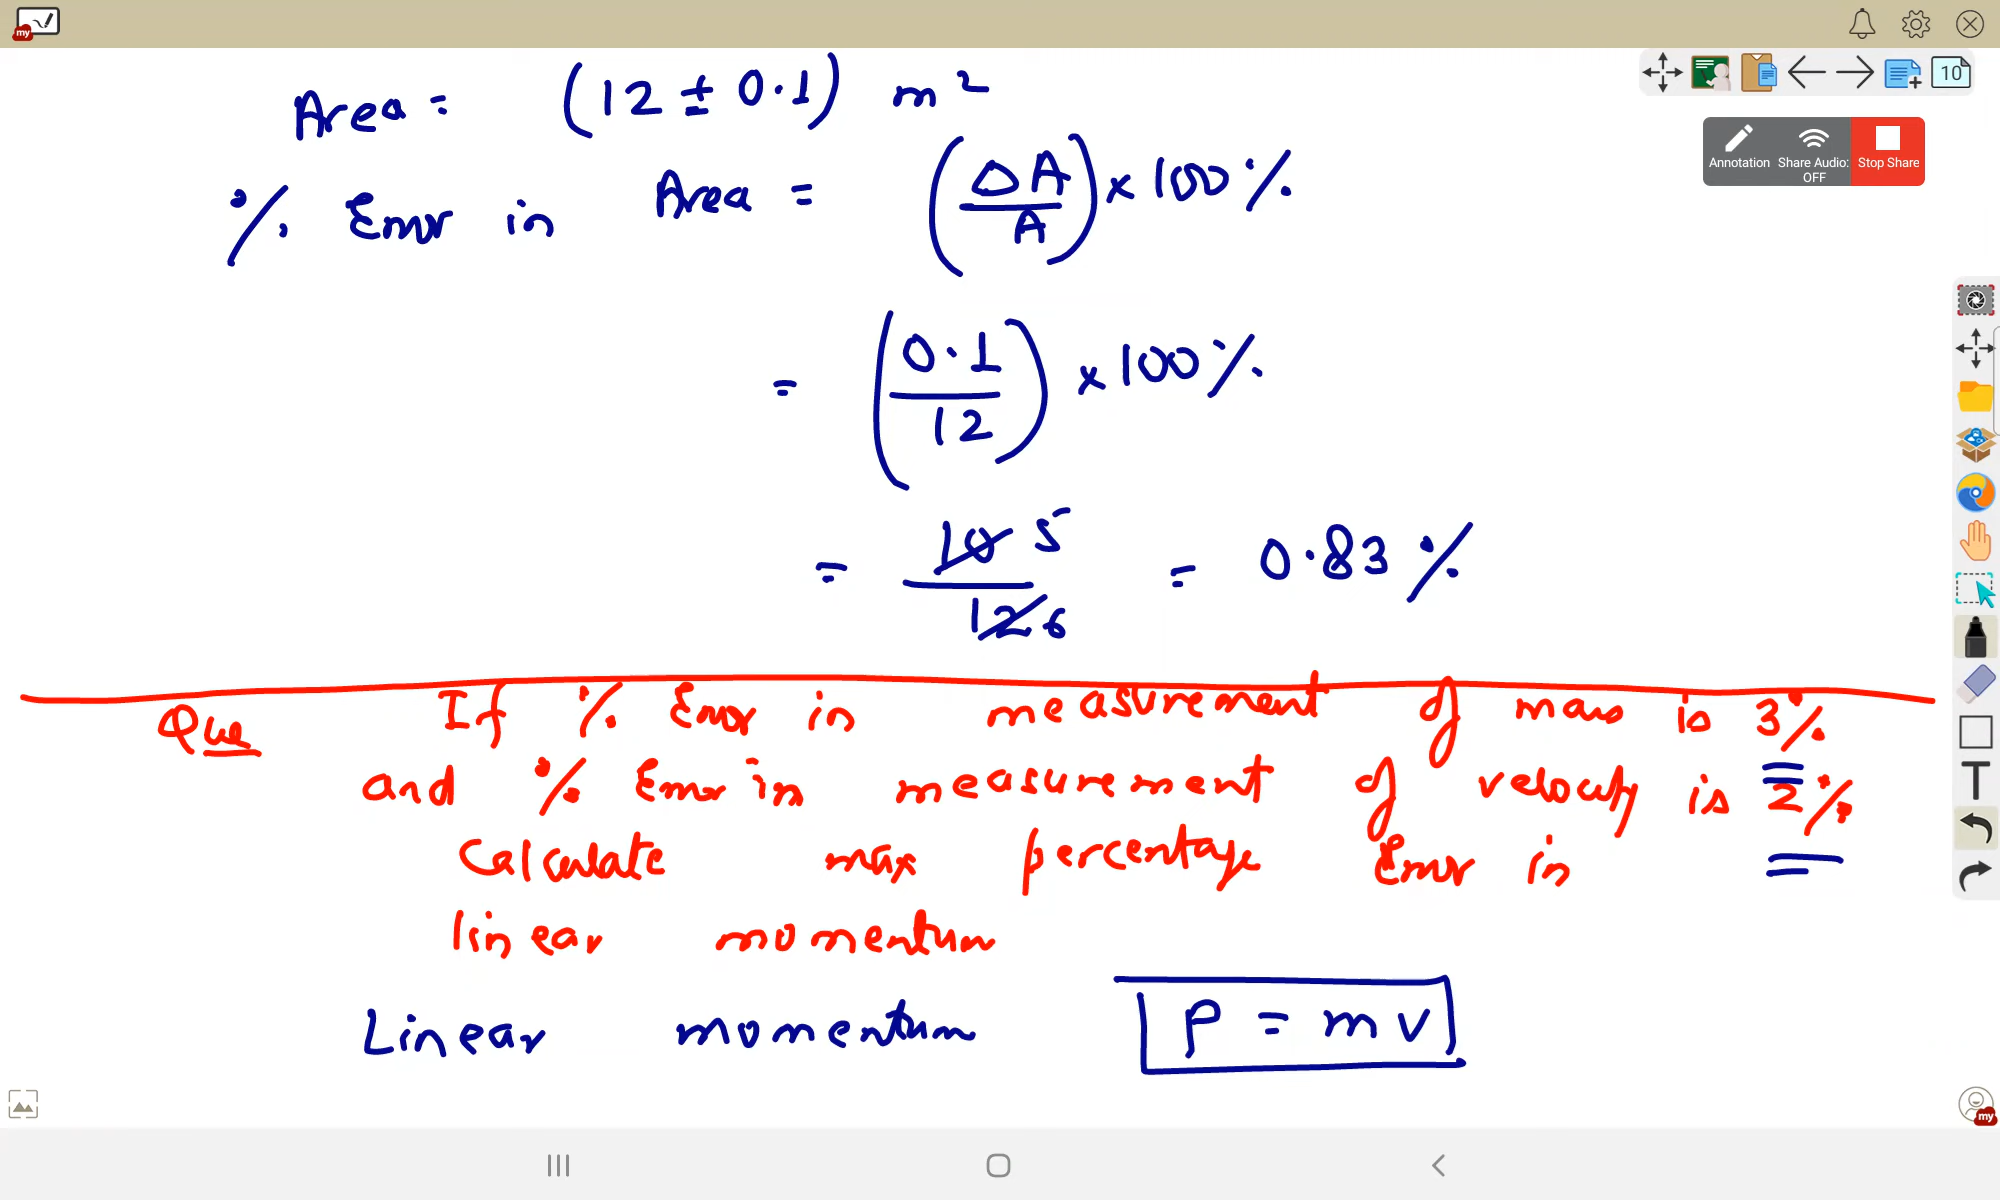 Area = (12 ± 0.1) m²
% Error in Area = (ΔA/A) × 100%
= (0.1/12) × 100%
= 10 5 / 12 6 = 0.83 %
Que If % Error in measurement of mass is 3%
and % Error in measurement of velocity is 2%
Calculate max percentage Error in
linear momentum
Linear momentum P = mv
10
Annotation Share Audio: OFF Stop Share
T
my
my